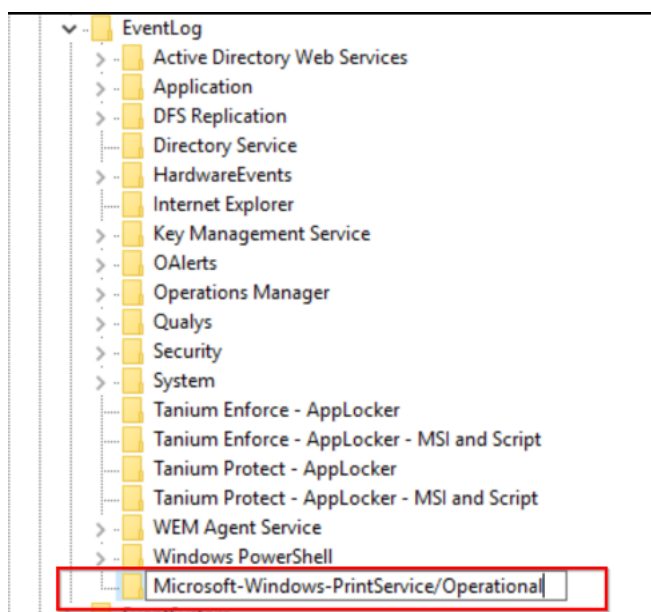 EventLog
Active Directory Web Services
Application
DFS Replication
Directory Service
HardwareEvents
Internet Explorer
Key Management Service
OAlerts
Operations Manager
Qualys
Security
System
Tanium Enforce - AppLocker
Tanium Enforce - AppLocker - MSI and Script
Tanium Protect - AppLocker
Tanium Protect - AppLocker - MSI and Script
WEM Agent Service
Windows PowerShell
Microsoft-Windows-PrintService/Operational